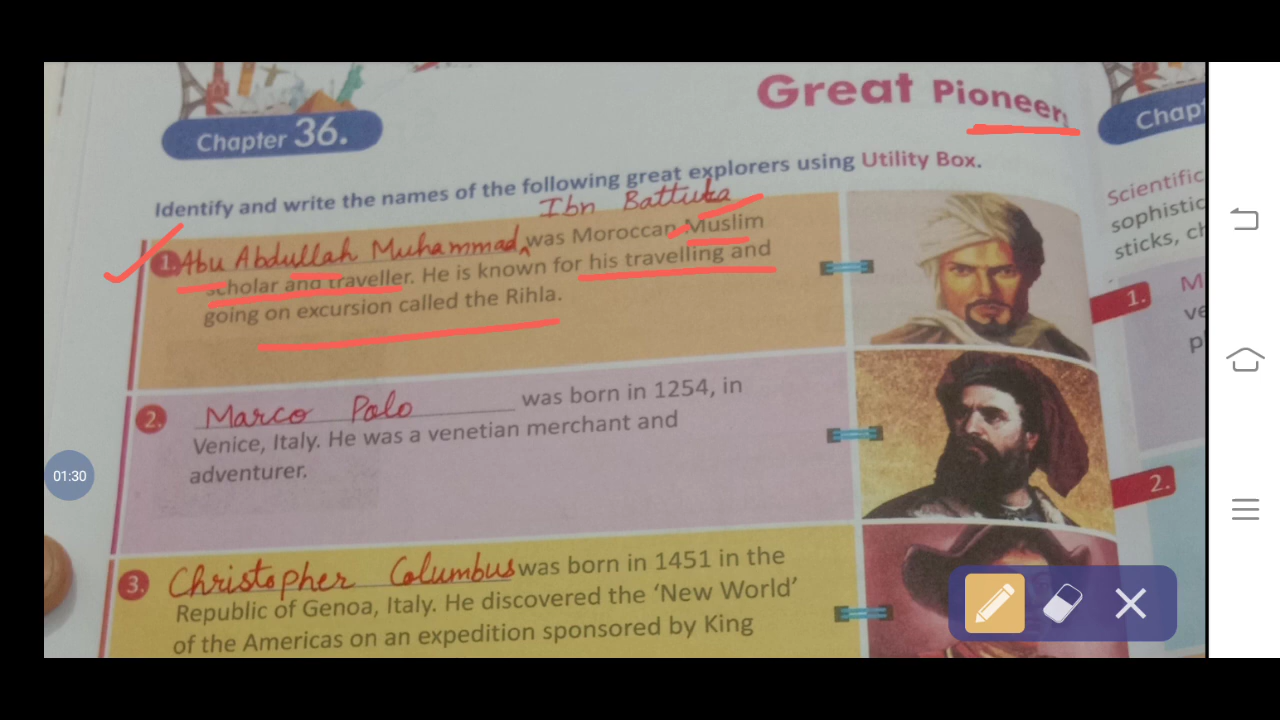 Great Pioneer
Chapter 36.
Chapt
Identify and write the names of the following great explorers using Utility Box.
Ibn Battuta
1. Abu Abdullah Muhammad was Moroccan Muslim
scholar and traveller. He is known for his travelling and
going on excursion called the Rihla.
2. Marco Polo was born in 1254, in
Venice, Italy. He was a venetian merchant and
adventurer.
3. Christopher Columbus was born in 1451 in the
Republic of Genoa, Italy. He discovered the ‘New World’
of the Americas on an expedition sponsored by King
Scientific
sophistic
sticks, ch
1. M
ve
pl
2.
01:30